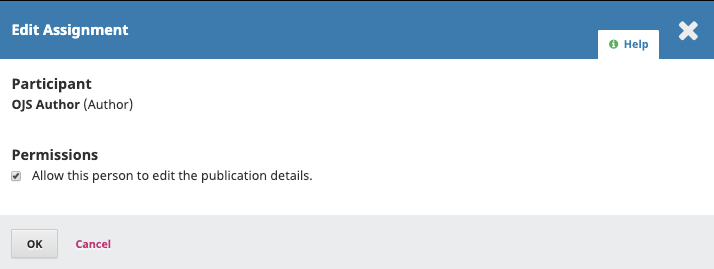 Edit Assignment
Help
Participant
OJS Author (Author)
Permissions
Allow this person to edit the publication details.
OK
Cancel